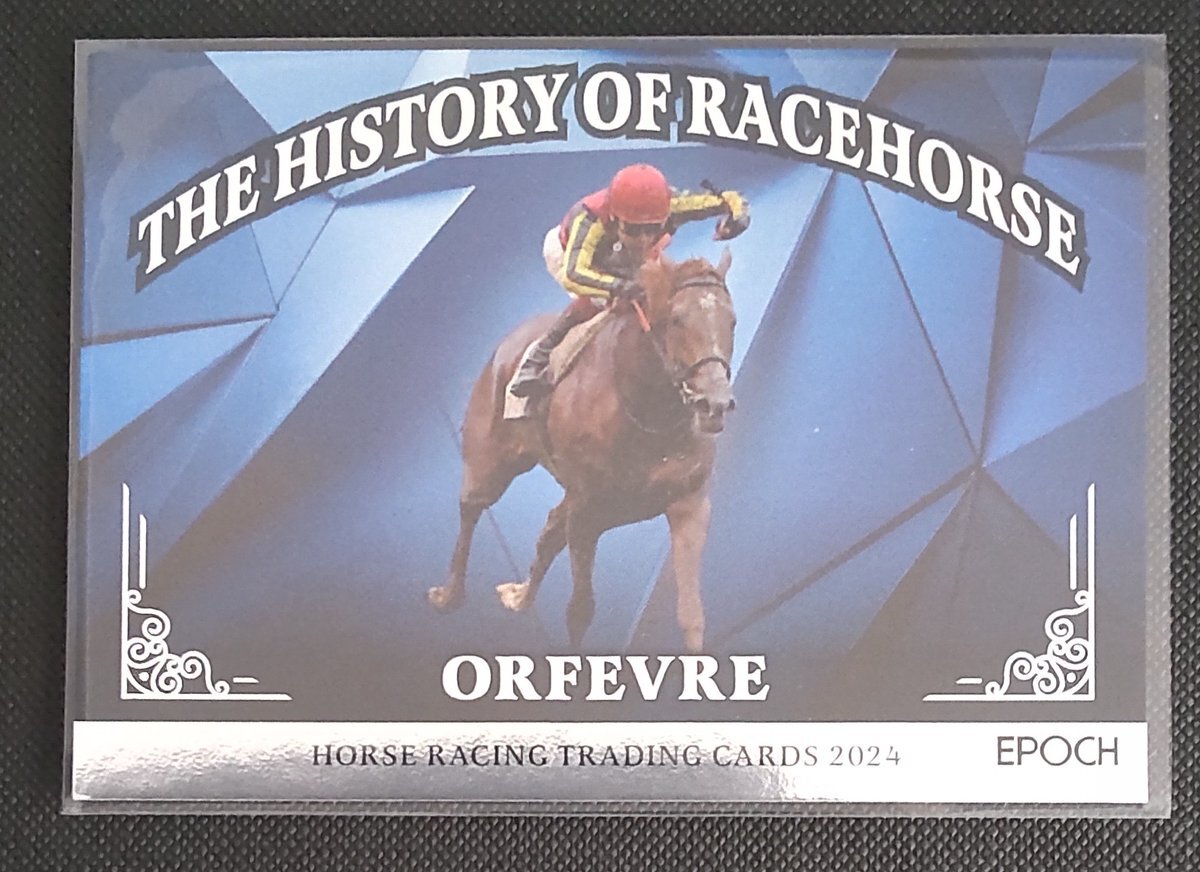 THE HISTORY OF RACEHORSE
ORFEVRE
HORSE RACING TRADING CARDS 2024
EPOCH